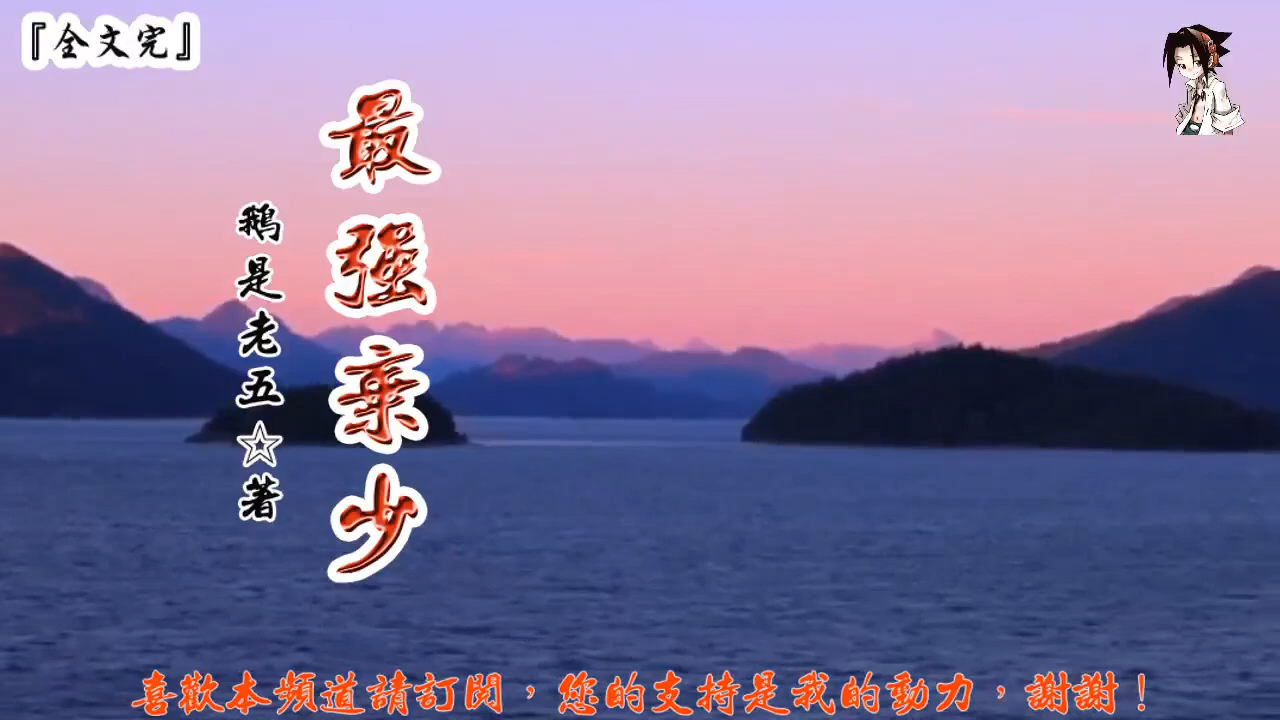 『全文完』
最强棄少
鵝是老五☆著
喜歡本頻道請訂閱，您的支持是我的動力，謝謝！